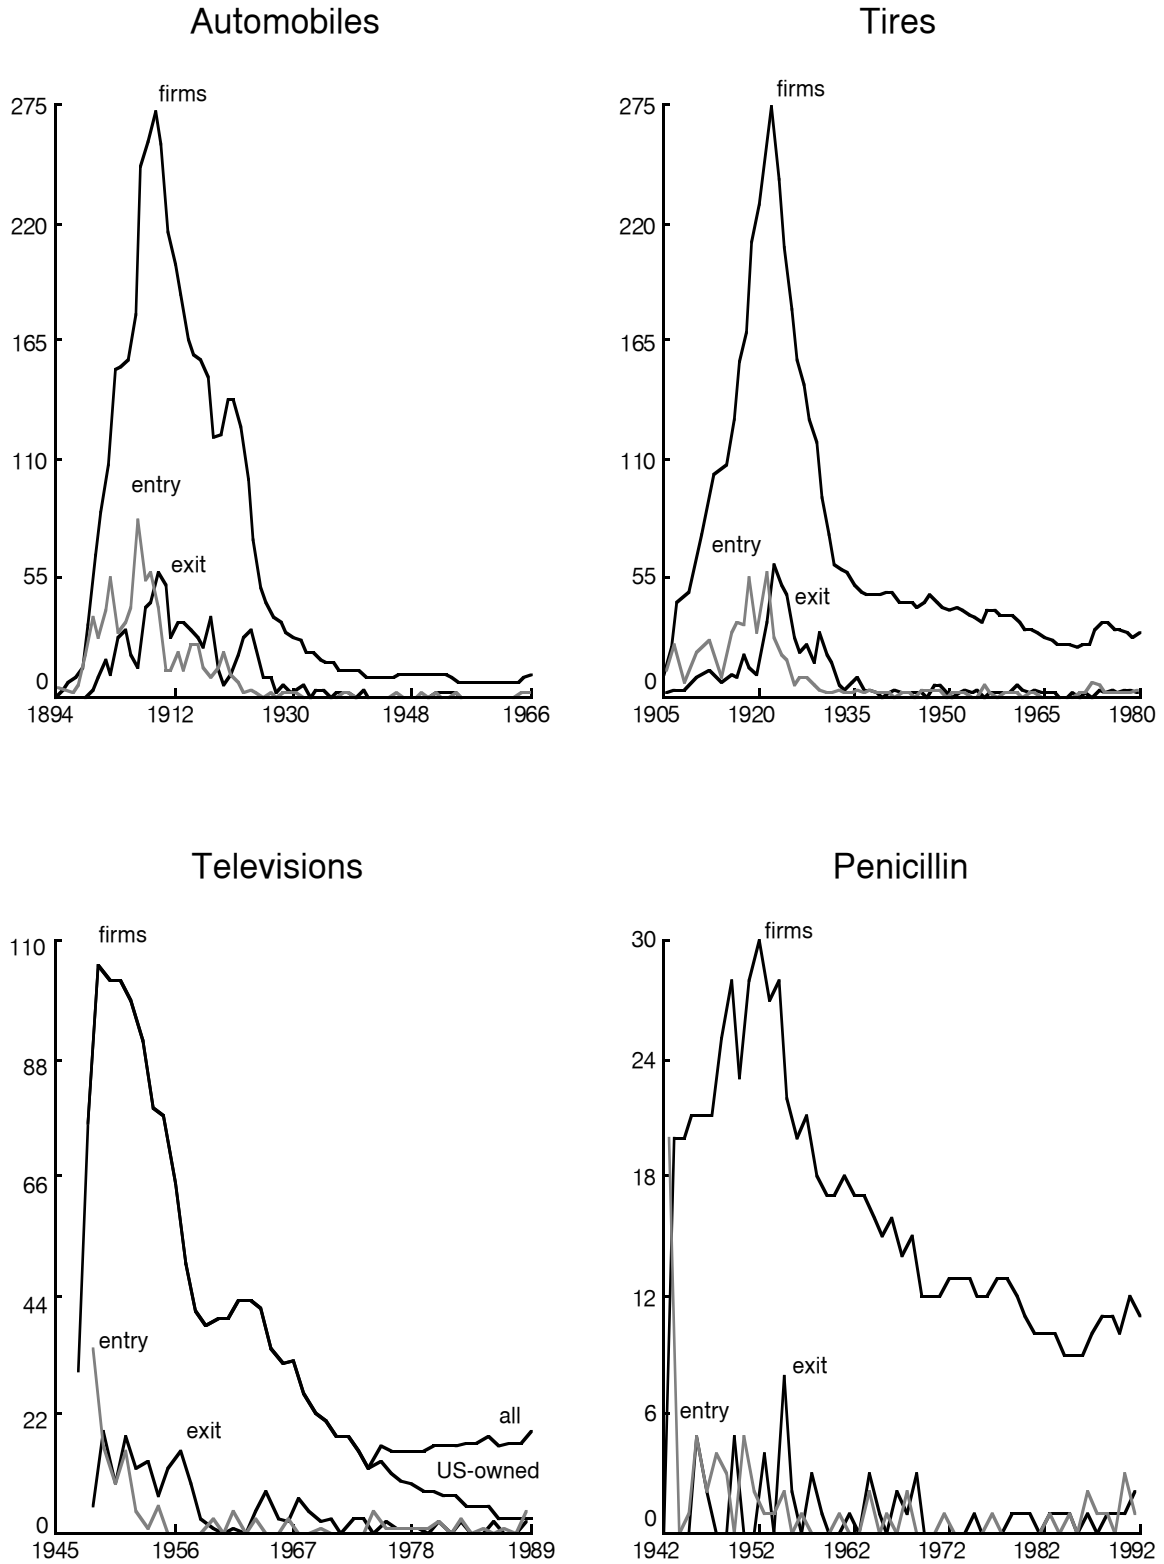 Automobiles
Tires
firms
firms
275
220
165
110
55
0
entry
exit
1894 1912 1930 1948 1966
275
220
165
110
55
0
entry
exit
1905 1920 1935 1950 1965 1980
Televisions
Penicillin
firms
110
88
66
44
22
0
entry
exit
all
US-owned
1945 1956 1967 1978 1989
firms
30
24
18
12
6
0
exit
entry
1942 1952 1962 1972 1982 1992